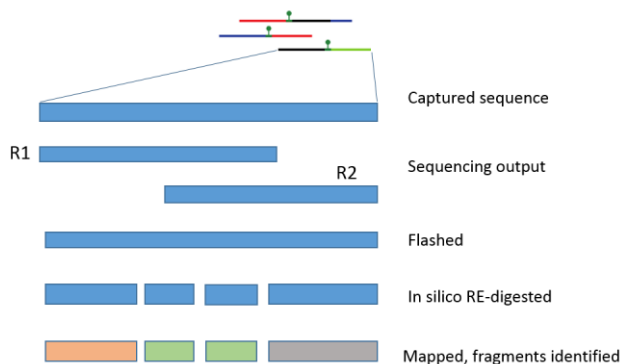 Captured sequence
R1
Sequencing output
R2
Flashed
In silico RE-digested
Mapped, fragments identified